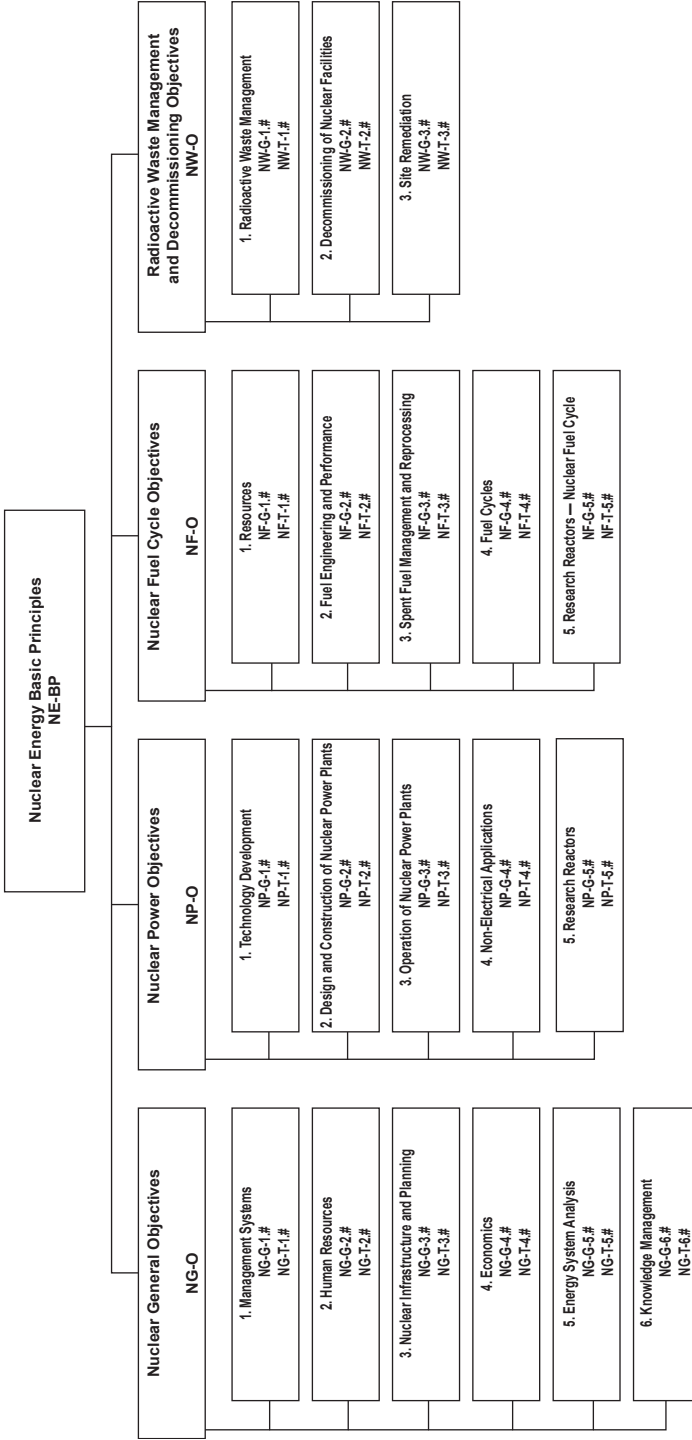 Nuclear Energy Basic Principles
NE-BP
Nuclear General Objectives
NG-O
1. Management Systems
NG-G-1.#
NG-T-1.#
2. Human Resources
NG-G-2.#
NG-T-2.#
3. Nuclear Infrastructure and Planning
NG-G-3.#
NG-T-3.#
4. Economics
NG-G-4.#
NG-T-4.#
5. Energy System Analysis
NG-G-5.#
NG-T-5.#
6. Knowledge Management
NG-G-6.#
NG-T-6.#
Nuclear Power Objectives
NP-O
1. Technology Development
NP-G-1.#
NP-T-1.#
2. Design and Construction of Nuclear Power Plants
NP-G-2.#
NP-T-2.#
3. Operation of Nuclear Power Plants
NP-G-3.#
NP-T-3.#
4. Non-Electrical Applications
NP-G-4.#
NP-T-4.#
5. Research Reactors
NP-G-5.#
NP-T-5.#
Nuclear Fuel Cycle Objectives
NF-O
1. Resources
NF-G-1.#
NF-T-1.#
2. Fuel Engineering and Performance
NF-G-2.#
NF-T-2.#
3. Spent Fuel Management and Reprocessing
NF-G-3.#
NF-T-3.#
4. Fuel Cycles
NF-G-4.#
NF-T-4.#
5. Research Reactors — Nuclear Fuel Cycle
NF-G-5.#
NF-T-5.#
Radioactive Waste Management
and Decommissioning Objectives
NW-O
1. Radioactive Waste Management
NW-G-1.#
NW-T-1.#
2. Decommissioning of Nuclear Facilities
NW-G-2.#
NW-T-2.#
3. Site Remediation
NW-G-3.#
NW-T-3.#